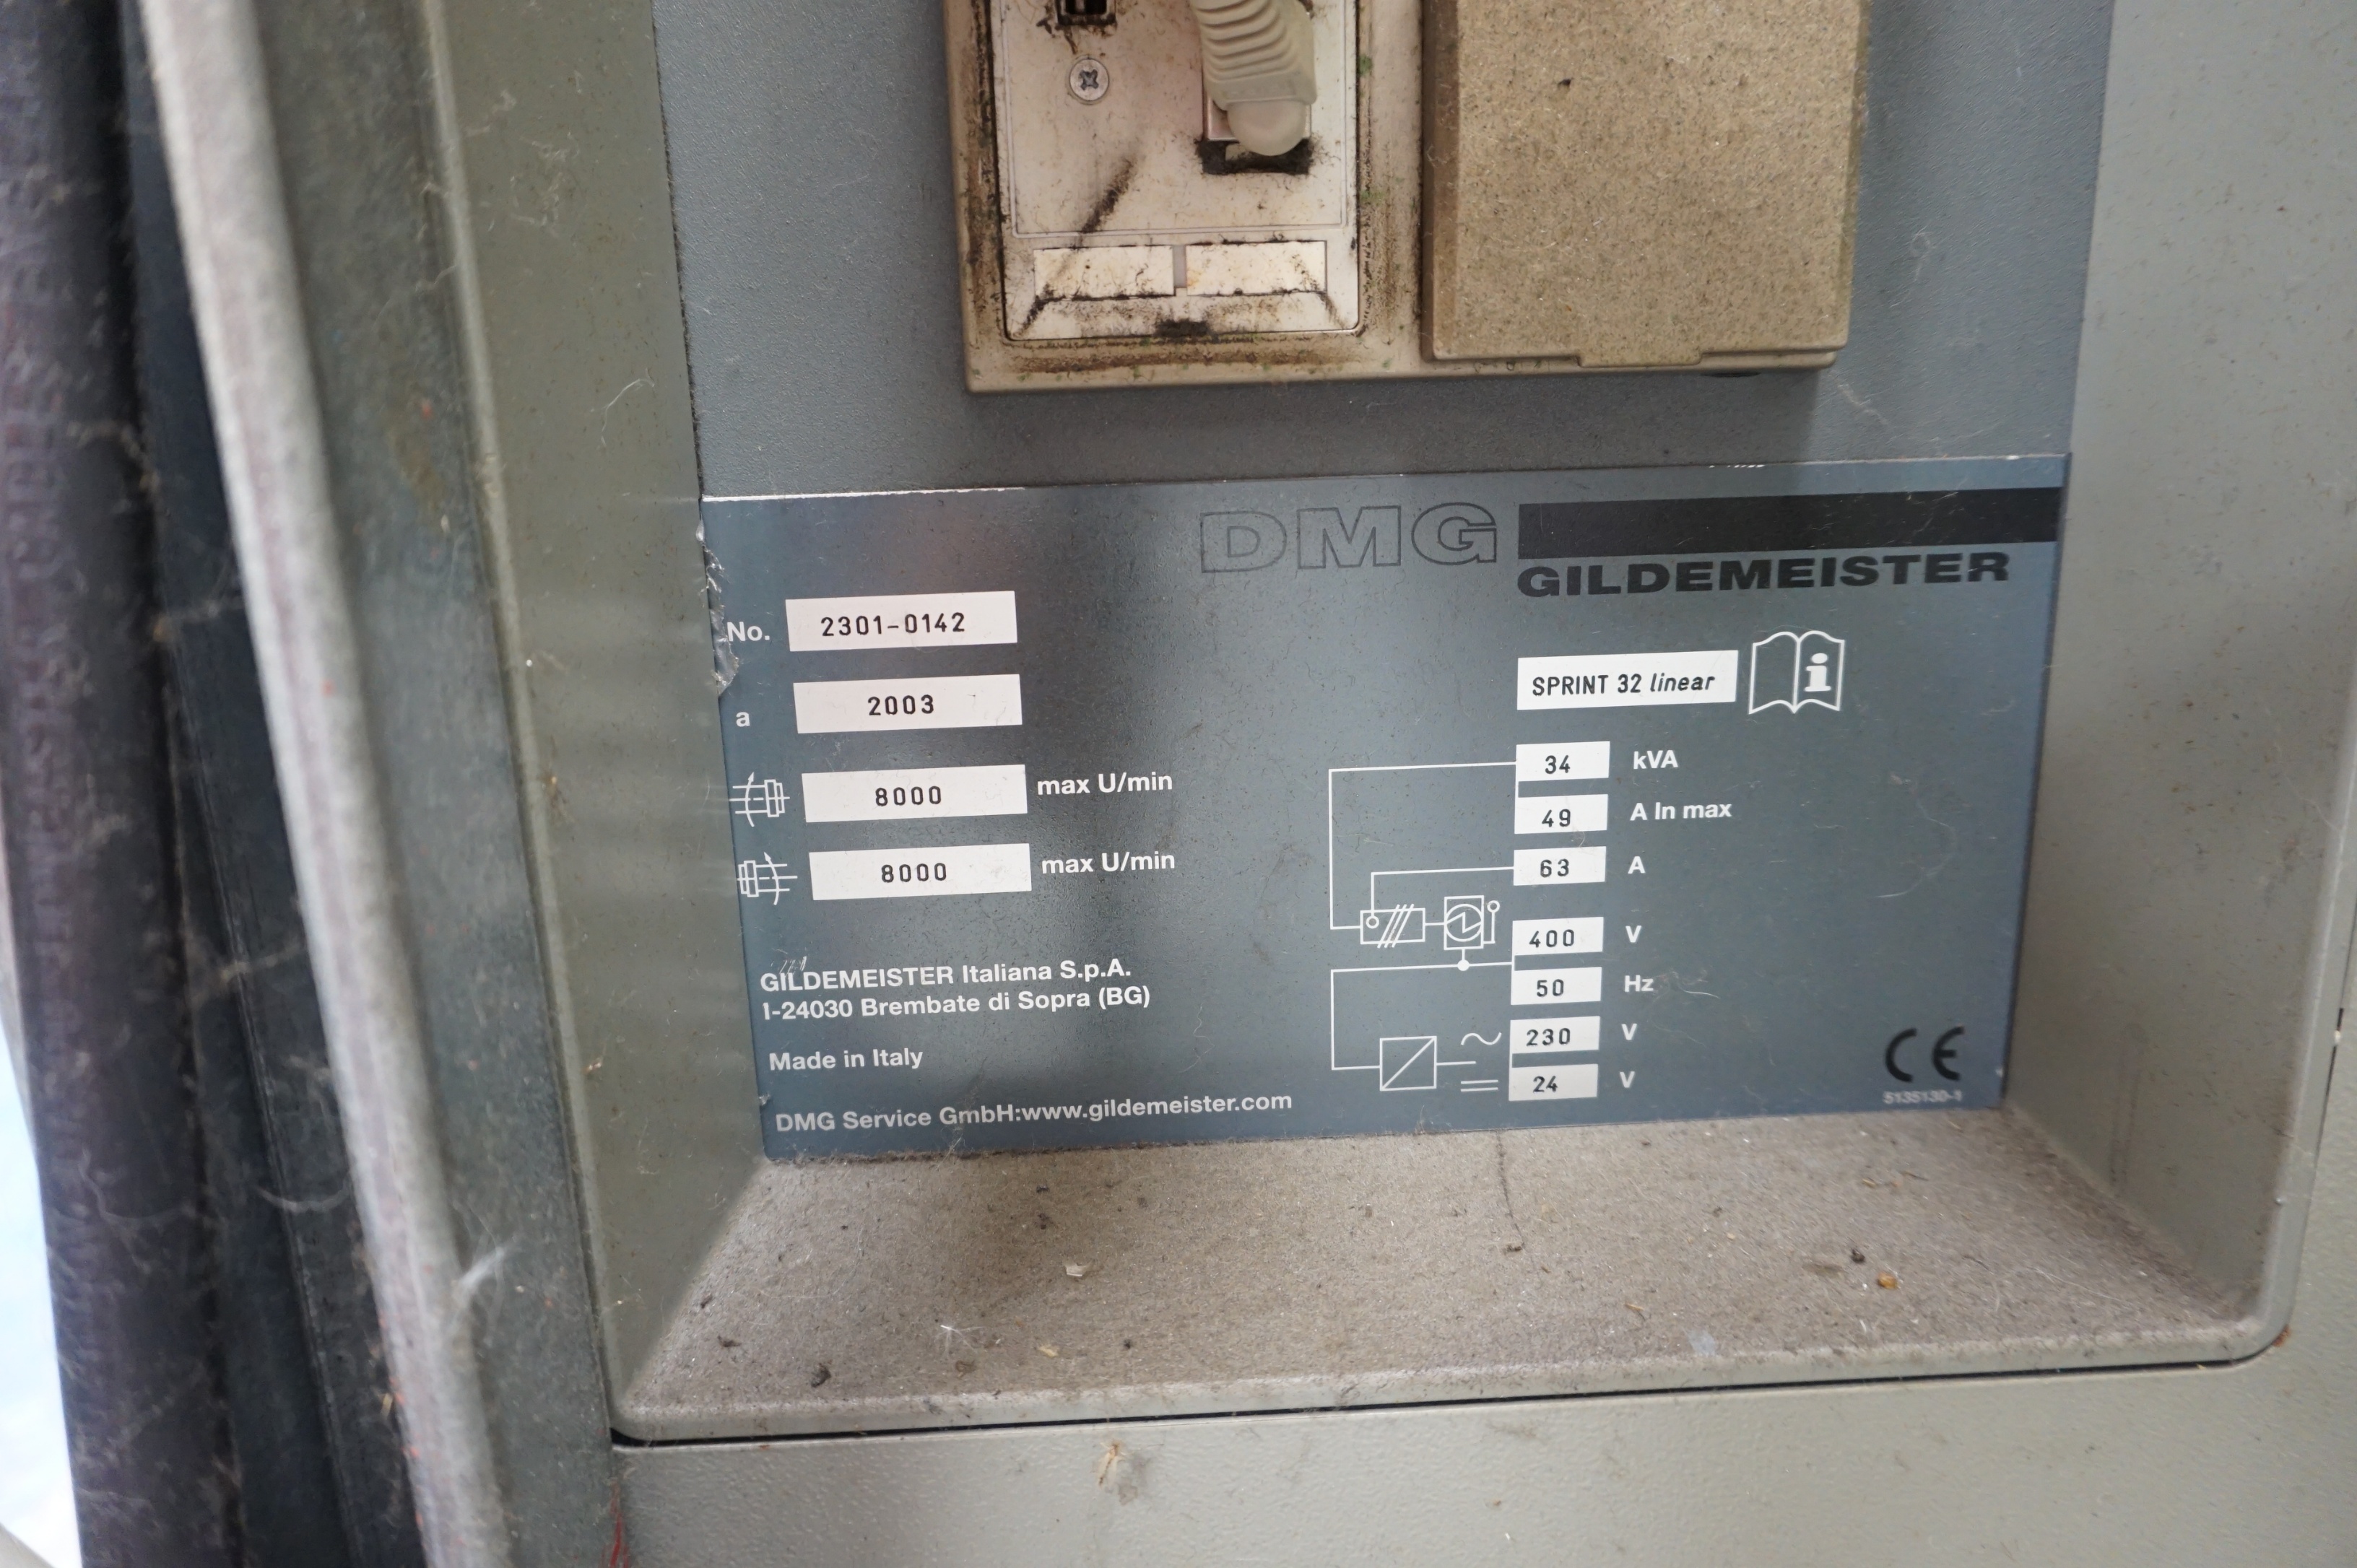 DMG
GILDEMEISTER
No. 2301-0142
a 2003
8000 max U/min
8000 max U/min
GILDEMEISTER Italiana S.p.A.
I-24030 Brembate di Sopra (BG)
Made in Italy
DMG Service GmbH:www.gildemeister.com
SPRINT 32 linear
i
34 kVA
49 A In max
63 A
400 V
50 Hz
230 V
24 V
CE
5135130-1